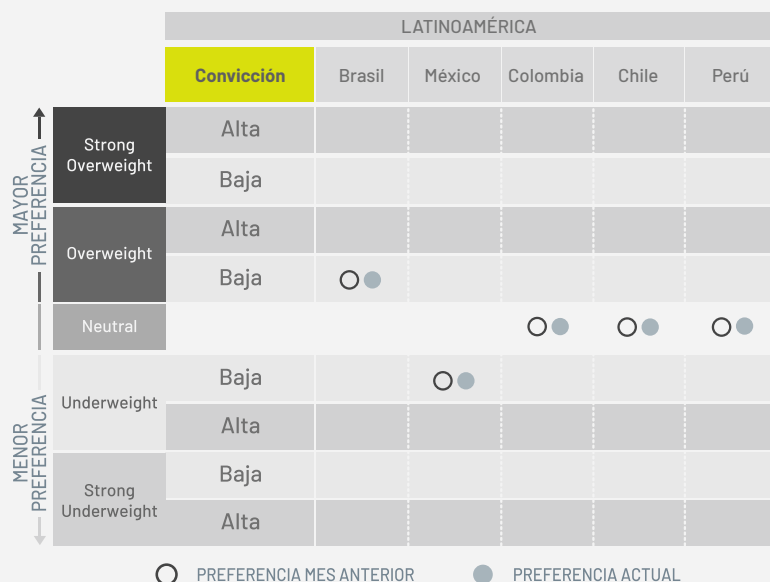 LATINOAMÉRICA
Convicción Brasil México Colombia Chile Perú
MAYOR
PREFERENCIA
Strong
Overweight
Alta
Baja
Overweight
Alta
Baja
Neutral
MENOR
PREFERENCIA
Underweight
Baja
Alta
Strong
Underweight
Baja
Alta
PREFERENCIA MES ANTERIOR PREFERENCIA ACTUAL